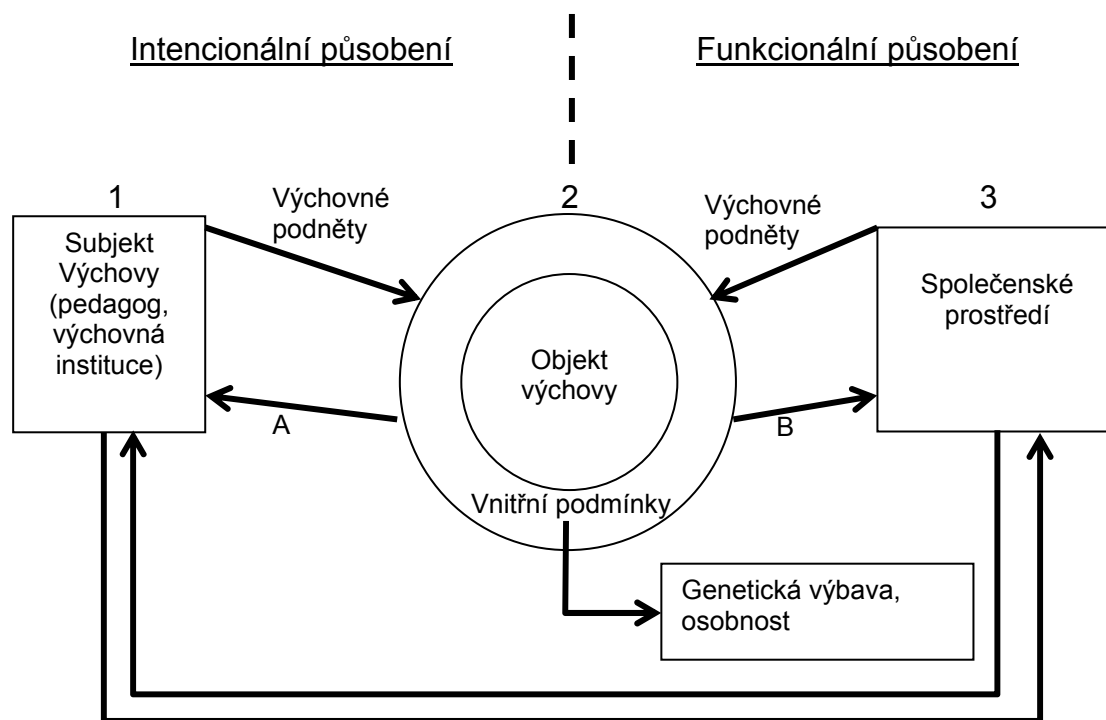 Intencionální působení
Funkcionální působení
1
Subjekt
Výchovy
(pedagog,
výchovná
instituce)
Výchovné
podněty
2
Objekt
výchovy
Vnitřní podmínky
Výchovné
podněty
3
Společenské
prostředí
A
B
Genetická výbava,
osobnost